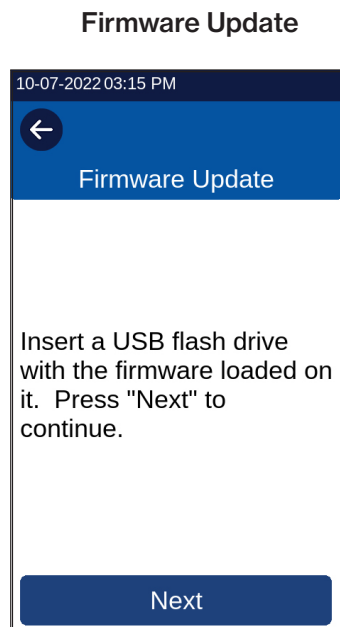 Firmware Update
10-07-2022 03:15 PM
Firmware Update
Insert a USB flash drive
with the firmware loaded on
it.  Press "Next" to
continue.
Next